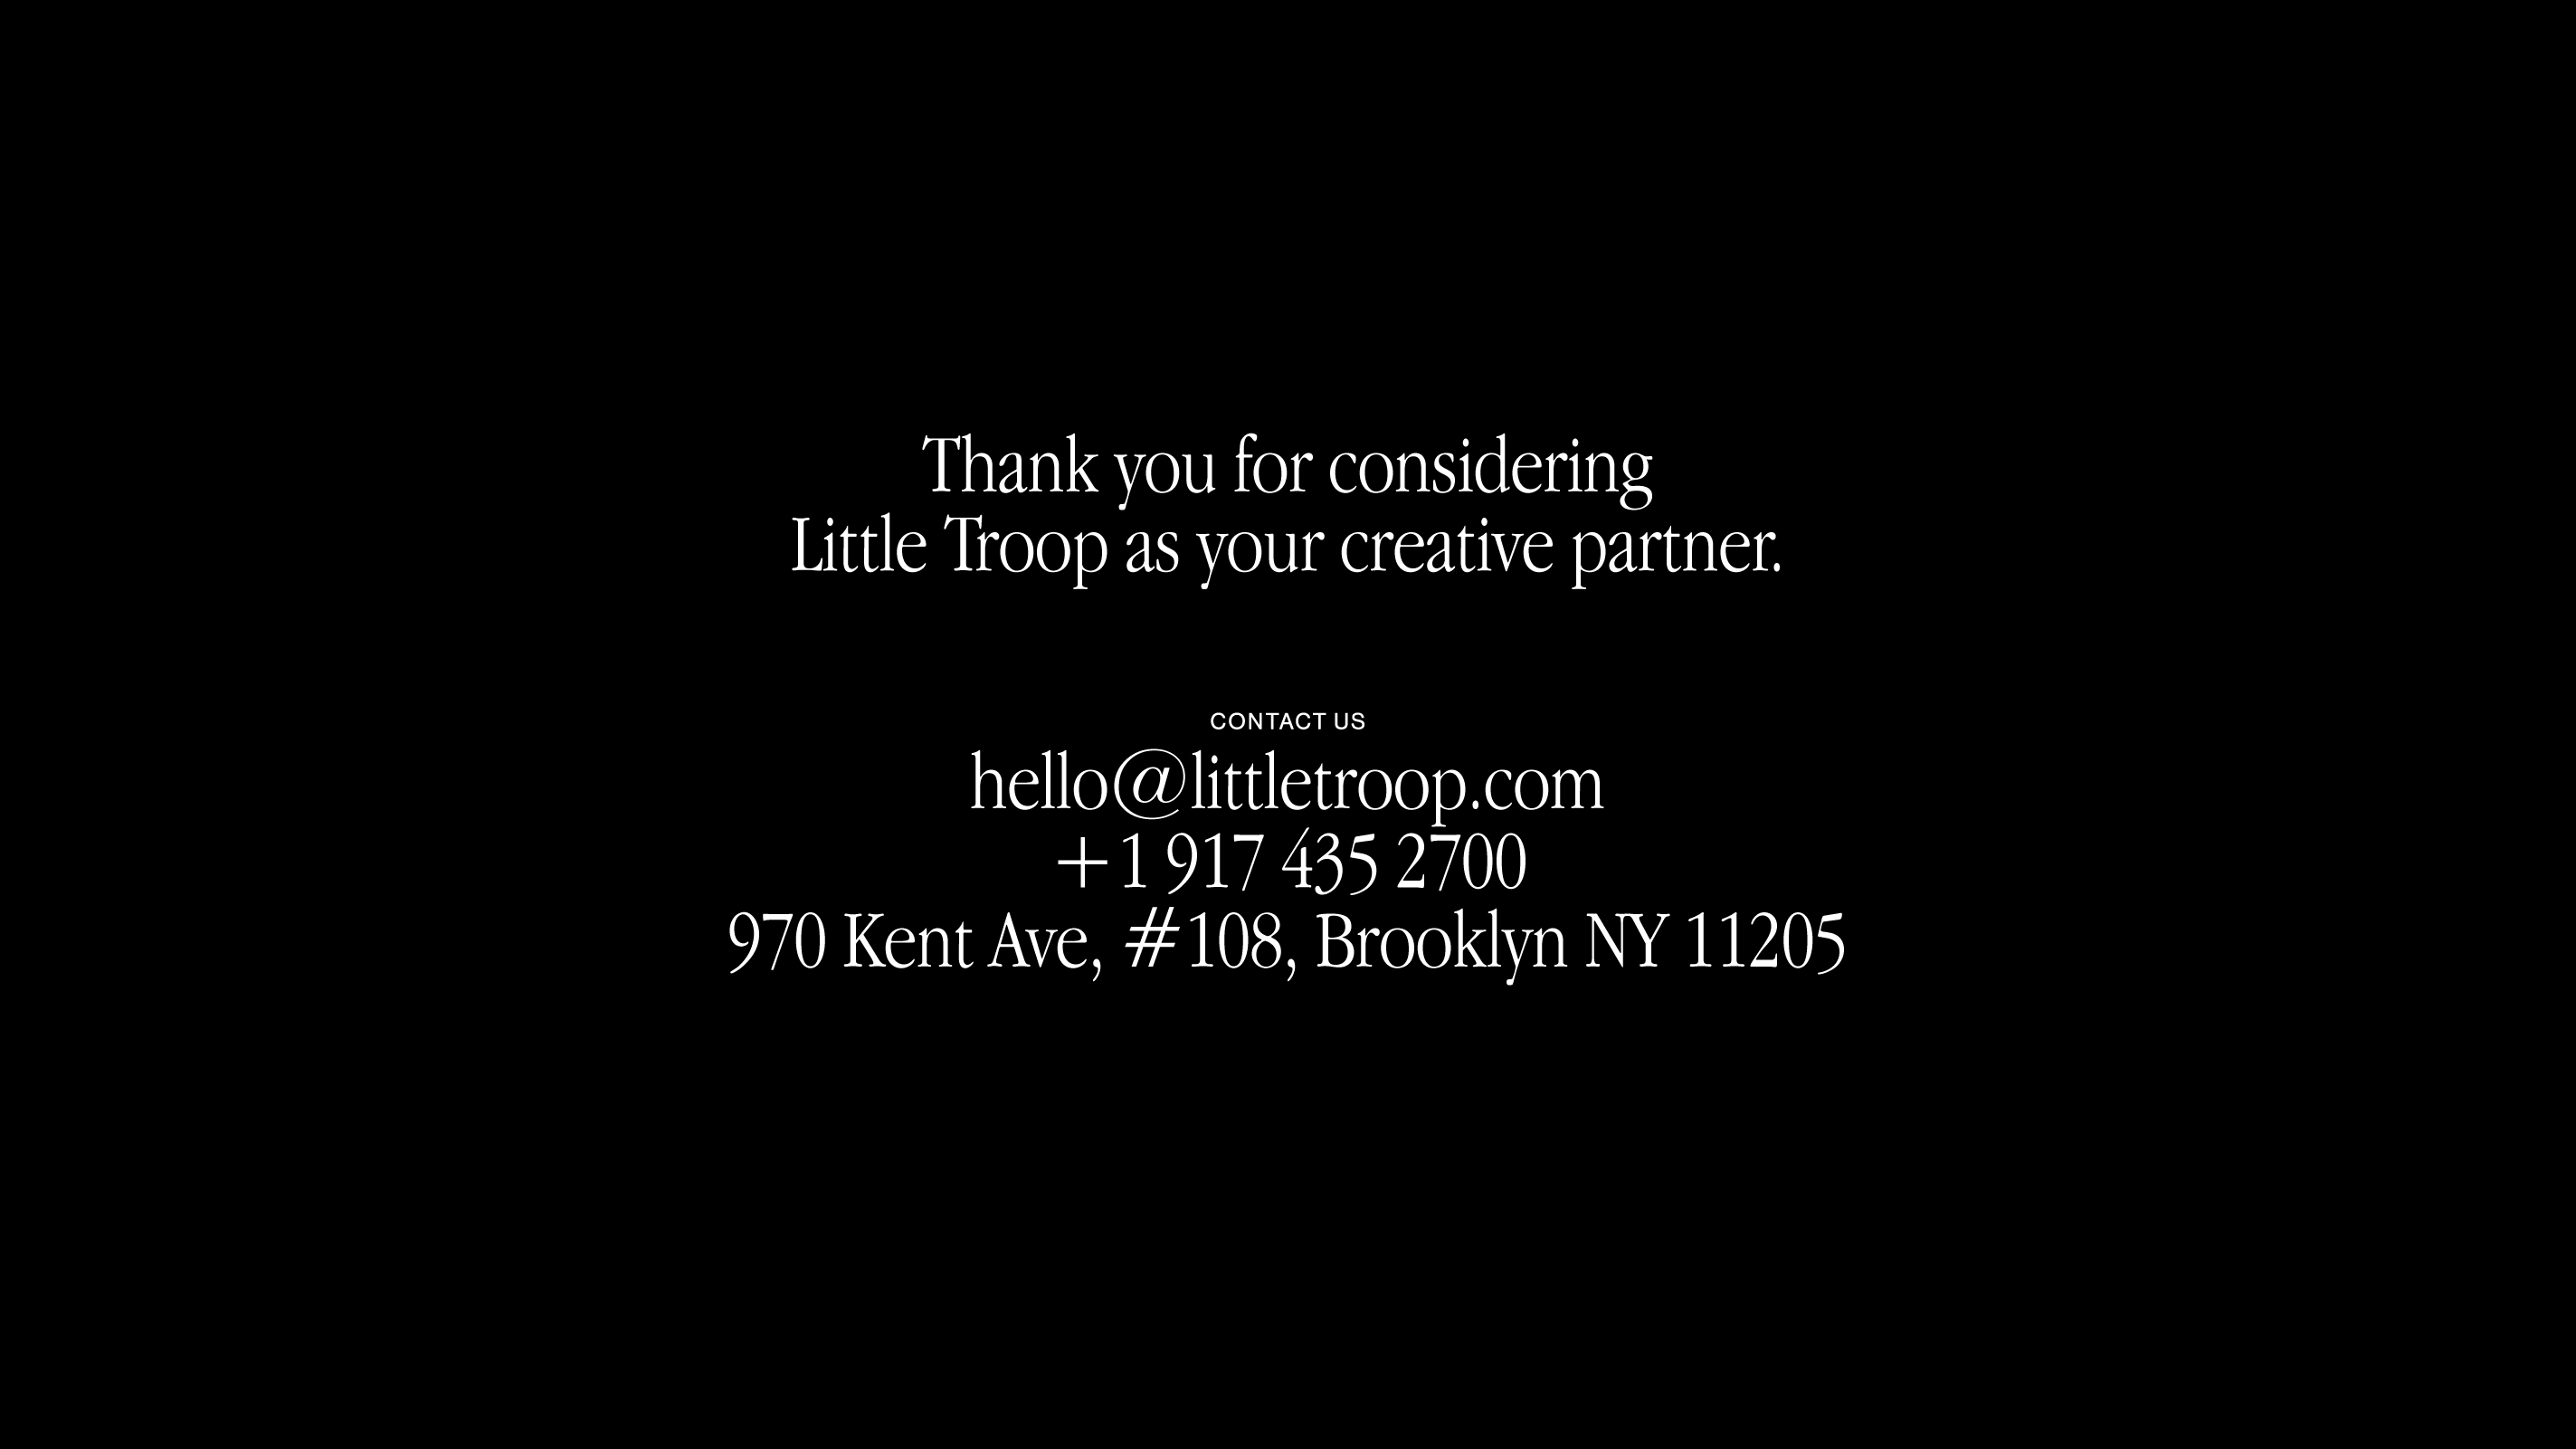 Thank you for considering
Little Troop as your creative partner.
CONTACT US
hello@littletroop.com
+1 917 435 2700
970 Kent Ave, #108, Brooklyn NY 11205